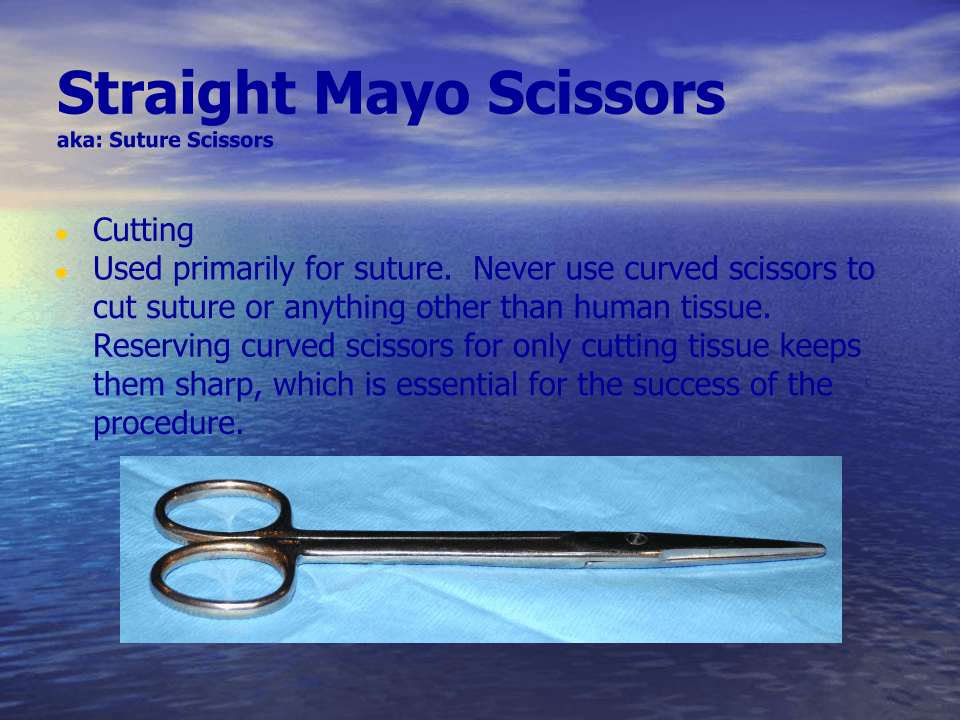 Straight Mayo Scissors
aka: Suture Scissors
Cutting
Used primarily for suture.  Never use curved scissors to
cut suture or anything other than human tissue.
Reserving curved scissors for only cutting tissue keeps
them sharp, which is essential for the success of the
procedure.